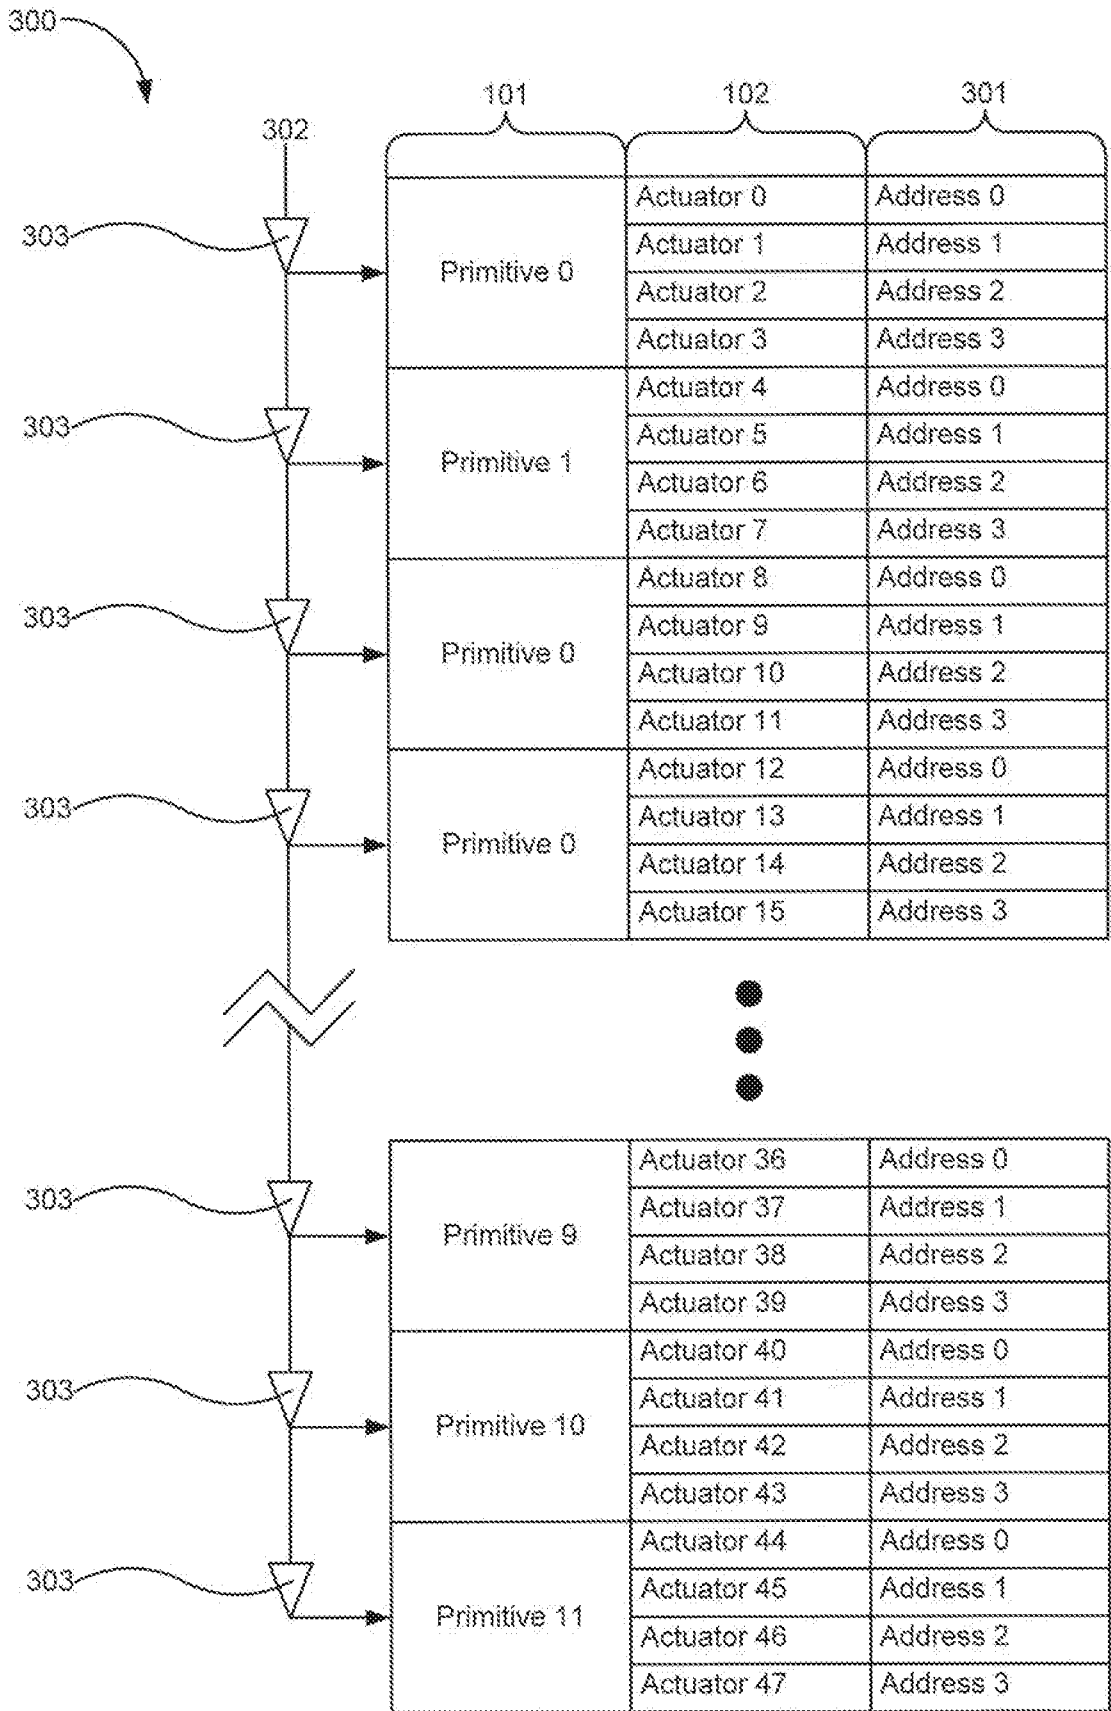 300
101 102 301
302
Actuator 0 Address 0
303 Actuator 1 Address 1
Primitive 0
Actuator 2 Address 2
Actuator 3 Address 3
Actuator 4 Address 0
303 Actuator 5 Address 1
Primitive 1
Actuator 6 Address 2
Actuator 7 Address 3
Actuator 8 Address 0
303 Actuator 9 Address 1
Primitive 0
Actuator 10 Address 2
Actuator 11 Address 3
Actuator 12 Address 0
303 Actuator 13 Address 1
Primitive 0
Actuator 14 Address 2
Actuator 15 Address 3
Actuator 36 Address 0
303 Actuator 37 Address 1
Primitive 9
Actuator 38 Address 2
Actuator 39 Address 3
Actuator 40 Address 0
303 Actuator 41 Address 1
Primitive 10
Actuator 42 Address 2
Actuator 43 Address 3
Actuator 44 Address 0
303 Actuator 45 Address 1
Primitive 11
Actuator 46 Address 2
Actuator 47 Address 3